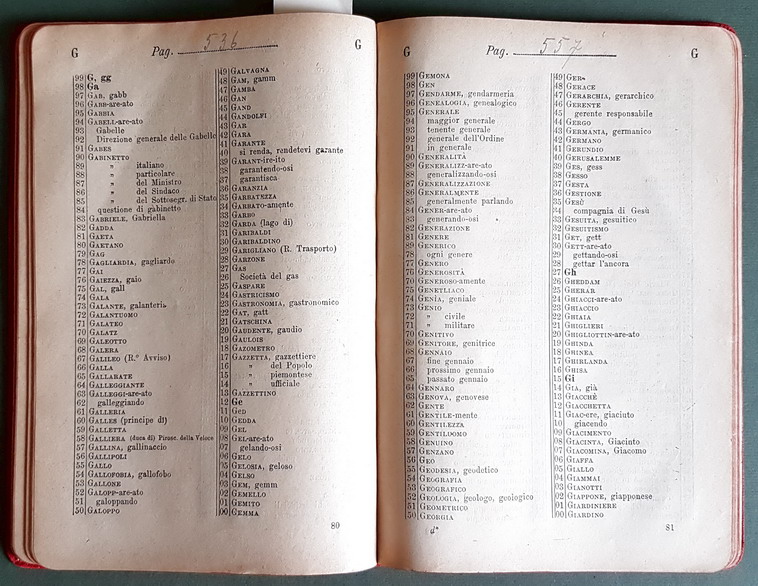 G Pag. 536 G
99 G, gg
98 Ga
97 GAB, gabb
96 GABB-are-ato
95 GABBIA
94 GABELL-are-ato
93 Gabelle
92 Direzione generale delle Gabelle
91 GABES
90 GABINETTO
89 " italiano
88 " particolare
87 " del Ministro
86 " del Sindaco
85 " del Sottosegr. di Stato
84 questione di gabinetto
83 GABRIELE, Gabriella
82 GADDA
81 GAETA
80 GAETANO
79 GAG
78 GAGLIARDIA, gagliardo
77 GAI
76 GAIEZZA, gaio
75 GAL, gall
74 GALA
73 GALANTE, galanteria
72 GALANTUOMO
71 GALATEO
70 GALATZ
69 GALEOTTO
68 GALERA
67 GALILEO (R.º Avviso)
66 GALLA
65 GALLARATE
64 GALLEGGIANTE
63 GALLEGGI-are-ato
62 galleggiando
61 GALLERIA
60 GALLES (principe di)
59 GALLETTA
58 GALLIERA (duca di) Pirosc. della Veloce
57 GALLINA, gallinaccio
56 GALLIPOLI
55 GALLO
54 GALLOFOBIA, gallofobo
53 GALLONE
52 GALOPP-are-ato
51 galoppando
50 GALOPPO
49 GALVAGNA
48 GAM, gamm
47 GAMBA
46 GAN
45 GAND
44 GANDOLFI
43 GAR
42 GARA
41 GARANTE
40 si renda, rendetevi garante
39 GARANT-ire-ito
38 garantendo-osi
37 garantisca
36 GARANZIA
35 GARBATEZZA
34 GARBATO-amente
33 GARBO
32 GARDA (lago di)
31 GARIBALDI
30 GARIBALDINO
29 GARIGLIANO (R. Trasporto)
28 GARZONE
27 GAS
26 Società del gas
25 GASPARE
24 GASTRICISMO
23 GASTRONOMIA, gastronomico
22 GAT, gatt
21 GATSCHINA
20 GAUDENTE, gaudio
19 GAULOIS
18 GAZOMETRO
17 GAZZETTA, gazzettiere
16 " del Popolo
15 " piemontese
14 " ufficiale
13 GAZZETTINO
12 Ge
11 GED
10 GEDDA
09 GEL
08 GEL-are-ato
07 gelando-osi
06 GELO
05 GELOSIA, geloso
04 GELSO
03 GEM, gemm
02 GEMELLO
01 GEMITO
00 GEMMA
80
G Pag. 557 G
99 GEMONA
98 GEN
97 GENDARME, gendarmeria
96 GENEALOGIA, genealogico
95 GENERALE
94 maggior generale
93 tenente generale
92 generale dell'Ordine
91 in generale
90 GENERALITÀ
89 GENERALIZZ-are-ato
88 generalizzando-osi
87 GENERALIZZAZIONE
86 GENERALMENTE
85 generalmente parlando
84 GENER-are-ato
83 generando-osi
82 GENERAZIONE
81 GENERE
79 GENERICO
78 ogni genere
77 GENERO
76 GENEROSITÀ
70 GENEROSO-amente
75 GENETLIACO
74 GENIA, geniale
73 GENIO
72 " civile
71 " militare
70 GENITIVO
69 GENITORE, genitrice
68 GENNAIO
67 fine gennaio
66 prossimo gennaio
65 passato gennaio
64 GENNARO
63 GENOVA, genovese
62 GENTE
61 GENTILE-mente
60 GENTILEZZA
59 GENTILUOMO
58 GENUINO
57 GENZANO
56 GEO
55 GEODESIA, geodetico
54 GEOGRAFIA
53 GEOGRAFICO
52 GEOLOGIA, geologo, geologico
51 GEOMETRICO
50 GEORGIA
49 GER
48 GERACE
47 GERARCHIA, gerarchico
46 GERENTE
45 gerente responsabile
44 GERGO
43 GERMANIA, germanico
42 GERMANO
41 GERUNDIO
40 GERUSALEMME
39 GES, gess
38 GESSO
37 GESTA
36 GESTIONE
35 GESÙ
34 compagnia di Gesù
33 GESUITA, gesuitico
32 GESUITISMO
31 GET, gett
30 GETT-are-ato
29 gettando-osi
28 gettar l'ancora
27 Gh
26 GHEDDAM
25 GHERAR
24 GHIACCI-are-ato
23 GHIACCIO
22 GHIAIA
21 GHIGLIERI
20 GHIGLIOTTIN-are-ato
19 GHINDA
18 GHINEA
17 GHIRLANDA
16 GHISA
15 Gi
14 GIA, già
13 GIACCHÈ
12 GIACCHETTA
11 GIAC-ere, giaciuto
10 giacendo
09 GIACIMENTO
08 GIACINTA, Giacinto
07 GIACOMINA, Giacomo
06 GIAFFA
05 GIALLO
04 GIAMMAI
03 GIANOTTI
02 GIAPPONE, giapponese
01 GIARDINIERE
00 GIARDINO
81